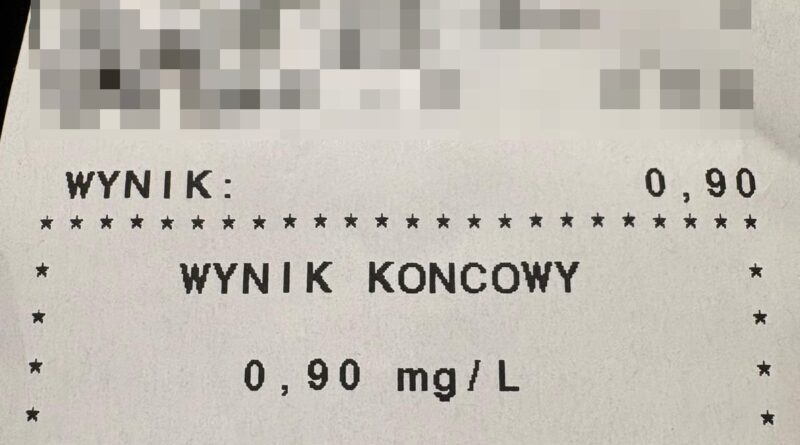 WYNIK: 0,90
* * * * * * * * * * * * * * * * * * * * * * * *
* WYNIK KONCOWY *
* *
* 0,90 mg/L *
* *